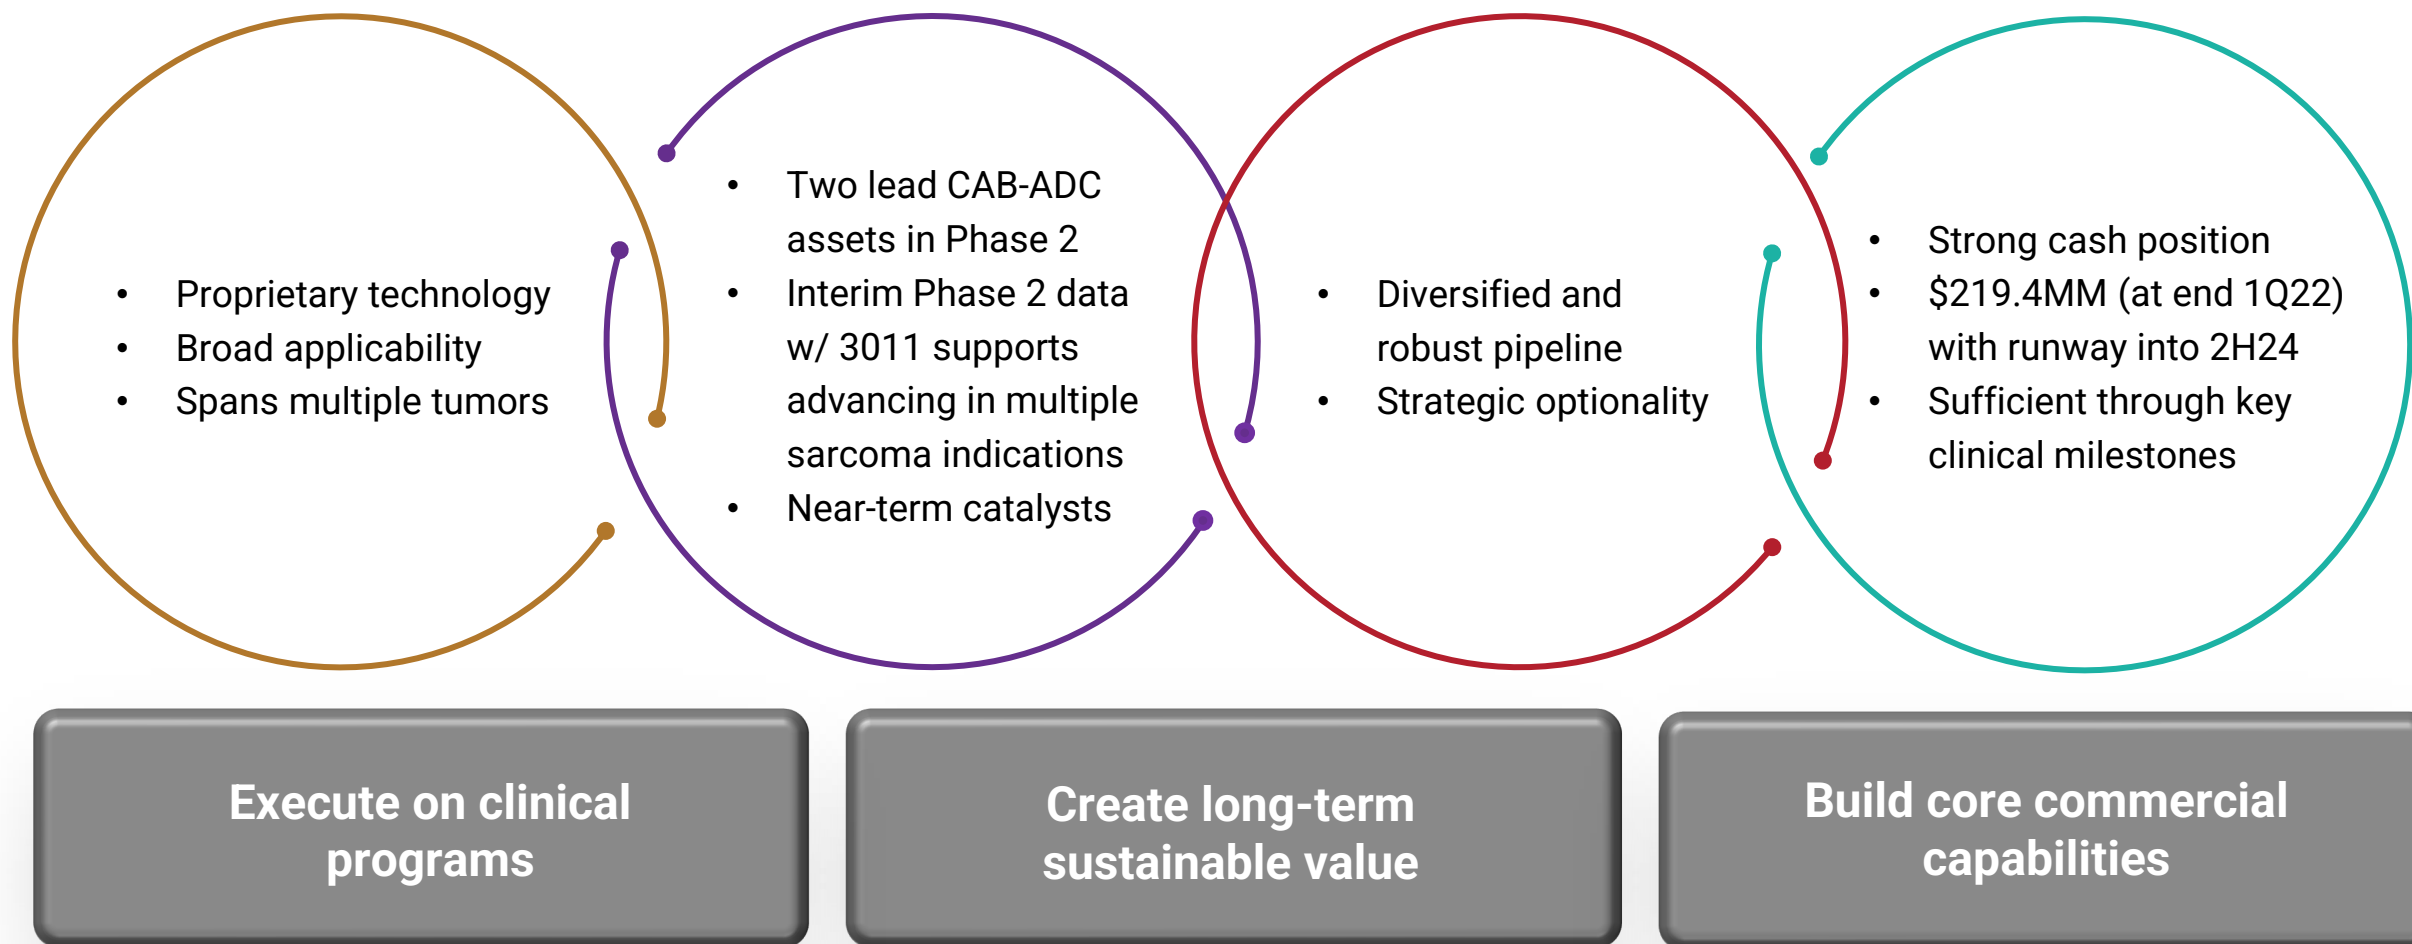 • Proprietary technology
• Broad applicability
• Spans multiple tumors
• Two lead CAB-ADC
assets in Phase 2
• Interim Phase 2 data
w/ 3011 supports
advancing in multiple
sarcoma indications
• Near-term catalysts
• Diversified and
robust pipeline
• Strategic optionality
• Strong cash position
• $219.4MM (at end 1Q22)
with runway into 2H24
• Sufficient through key
clinical milestones
Execute on clinical
programs
Create long-term
sustainable value
Build core commercial
capabilities